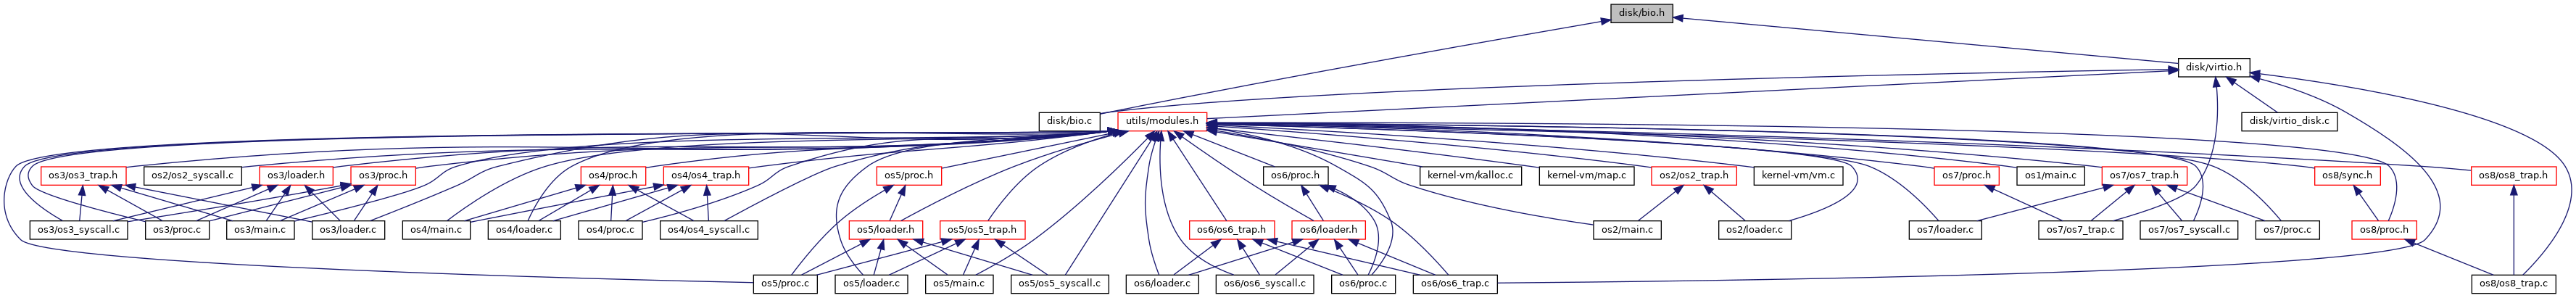 disk/bio.h
disk/virtio.h
disk/bio.c
utils/modules.h
disk/virtio_disk.c
os3/os3_trap.h
os2/os2_syscall.c
os3/loader.h
os3/proc.h
os4/proc.h
os4/os4_trap.h
os5/proc.h
os6/proc.h
kernel-vm/kalloc.c
kernel-vm/map.c
os2/os2_trap.h
kernel-vm/vm.c
os7/proc.h
os1/main.c
os7/os7_trap.h
os8/sync.h
os8/os8_trap.h
os3/os3_syscall.c
os3/proc.c
os3/main.c
os3/loader.c
os4/main.c
os4/loader.c
os4/proc.c
os4/os4_syscall.c
os5/loader.h
os5/os5_trap.h
os6/os6_trap.h
os6/loader.h
os2/main.c
os2/loader.c
os7/loader.c
os7/os7_trap.c
os7/os7_syscall.c
os7/proc.c
os8/proc.h
os5/proc.c
os5/loader.c
os5/main.c
os5/os5_syscall.c
os6/loader.c
os6/os6_syscall.c
os6/proc.c
os6/os6_trap.c
os8/os8_trap.c